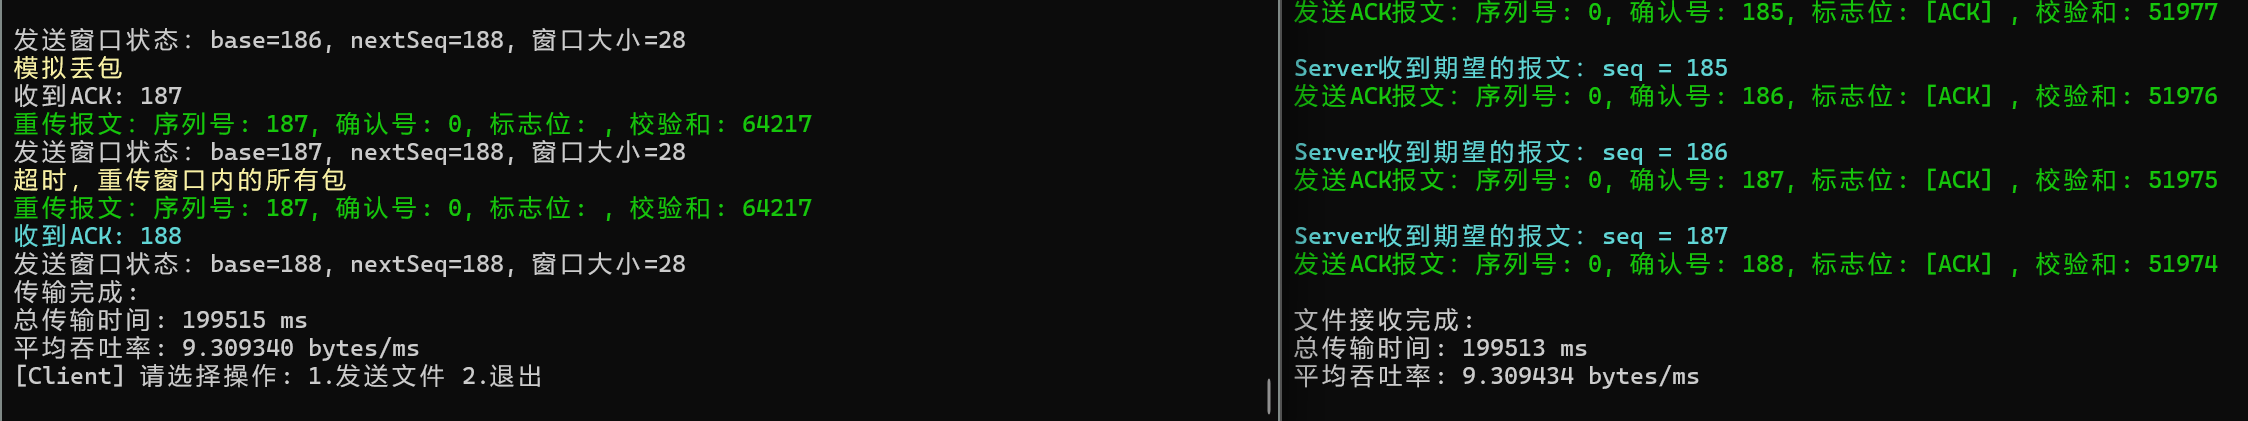 发送窗口状态: base=186, nextSeq=188, 窗口大小=28
模拟丢包
收到ACK: 187
重传报文: 序列号: 187, 确认号: 0, 标志位: , 校验和: 64217
发送窗口状态: base=187, nextSeq=188, 窗口大小=28
超时, 重传窗口内的所有包
重传报文: 序列号: 187, 确认号: 0, 标志位: , 校验和: 64217
收到ACK: 188
发送窗口状态: base=188, nextSeq=188, 窗口大小=28
传输完成:
总传输时间: 199515 ms
平均吞吐率: 9.309340 bytes/ms
[Client] 请选择操作: 1.发送文件 2.退出
发送ACK报文: 序列号: 0, 确认号: 185, 标志位: [ACK] , 校验和: 51977
Server收到期望的报文: seq = 185
发送ACK报文: 序列号: 0, 确认号: 186, 标志位: [ACK] , 校验和: 51976
Server收到期望的报文: seq = 186
发送ACK报文: 序列号: 0, 确认号: 187, 标志位: [ACK] , 校验和: 51975
Server收到期望的报文: seq = 187
发送ACK报文: 序列号: 0, 确认号: 188, 标志位: [ACK] , 校验和: 51974
文件接收完成:
总传输时间: 199513 ms
平均吞吐率: 9.309434 bytes/ms